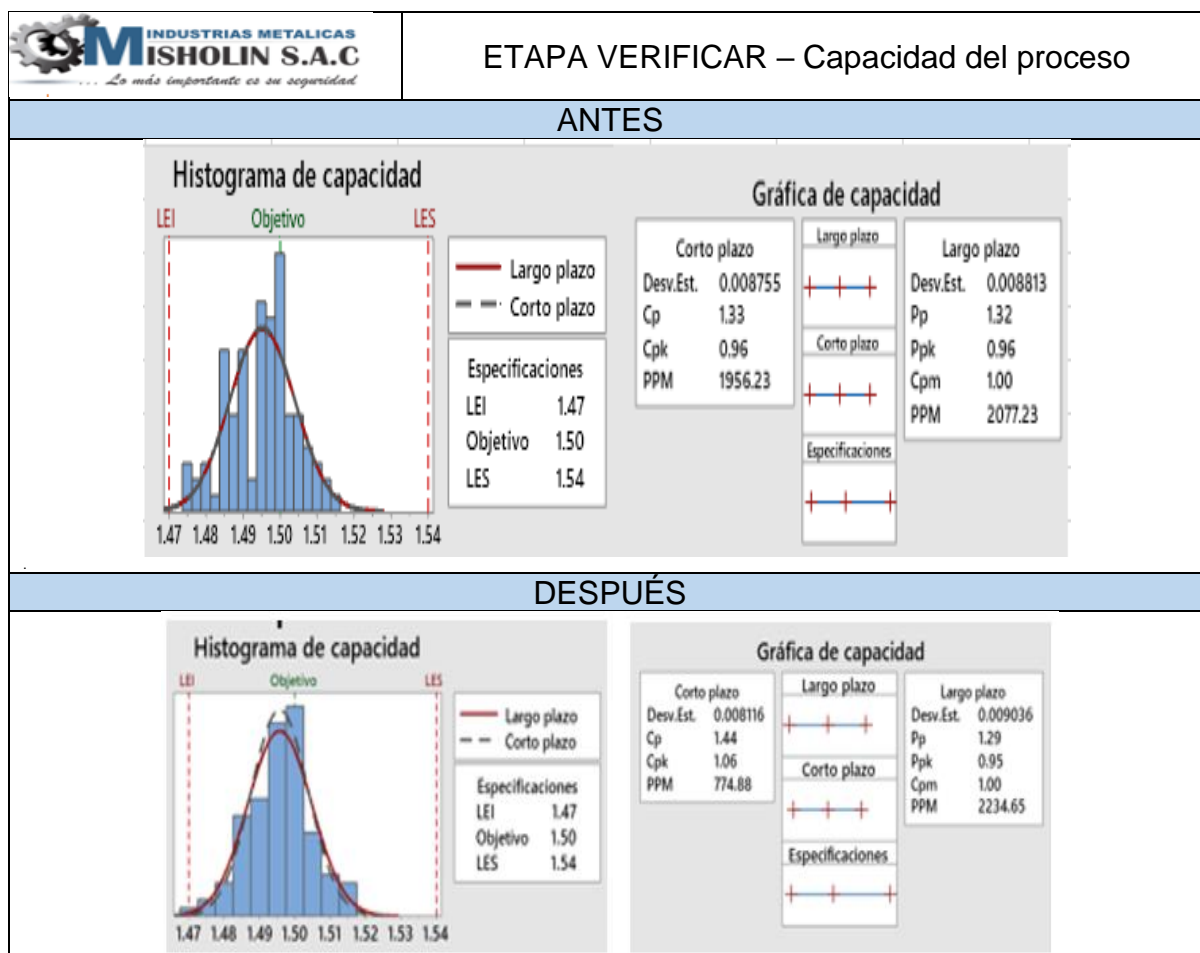 INDUSTRIAS METALICAS
MISHOLIN S.A.C
... Lo más importante es su seguridad
ETAPA VERIFICAR – Capacidad del proceso
ANTES
Histograma de capacidad
LEI Objetivo LES
Largo plazo
Corto plazo
Especificaciones
LEI 1.47
Objetivo 1.50
LES 1.54
1.47 1.48 1.49 1.50 1.51 1.52 1.53 1.54
Gráfica de capacidad
Corto plazo
Desv.Est. 0.008755
Cp 1.33
Cpk 0.96
PPM 1956.23
Largo plazo
Corto plazo
Especificaciones
Largo plazo
Desv.Est. 0.008813
Pp 1.32
Ppk 0.96
Cpm 1.00
PPM 2077.23
DESPUÉS
Histograma de capacidad
LEI Objetivo LES
Largo plazo
Corto plazo
Especificaciones
LEI 1.47
Objetivo 1.50
LES 1.54
1.47 1.48 1.49 1.50 1.51 1.52 1.53 1.54
Gráfica de capacidad
Corto plazo
Desv.Est. 0.008116
Cp 1.44
Cpk 1.06
PPM 774.88
Largo plazo
Corto plazo
Especificaciones
Largo plazo
Desv.Est. 0.009036
Pp 1.29
Ppk 0.95
Cpm 1.00
PPM 2234.65